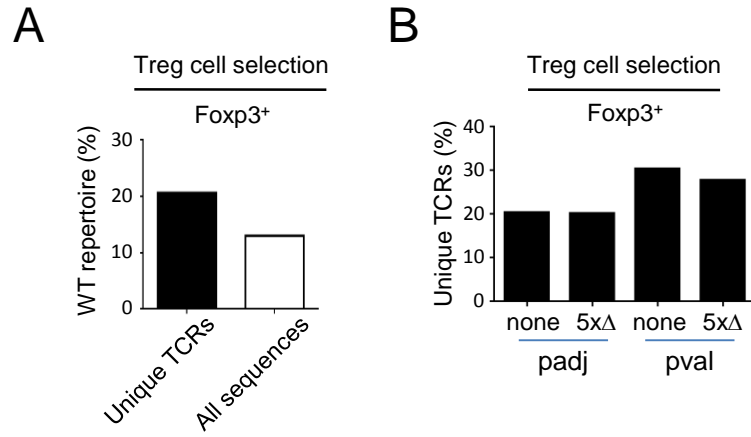 A
Treg cell selection
Foxp3⁺
WT repertoire (%)
30
20
10
0
Unique TCRs
All sequences
B
Treg cell selection
Foxp3⁺
Unique TCRs (%)
40
30
20
10
0
none 5xΔ none 5xΔ
padj pval